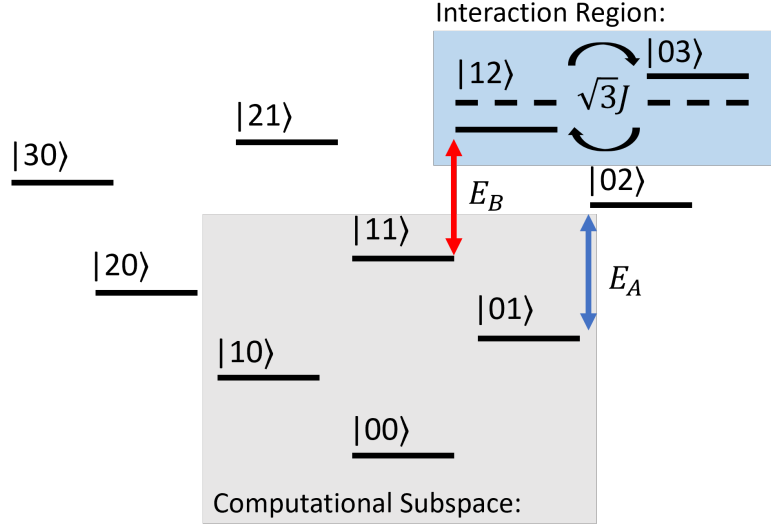 Interaction Region:
|12⟩
|03⟩
√3J
|21⟩
|30⟩
|02⟩
E_B
|11⟩
|20⟩
E_A
|01⟩
|10⟩
|00⟩
Computational Subspace: